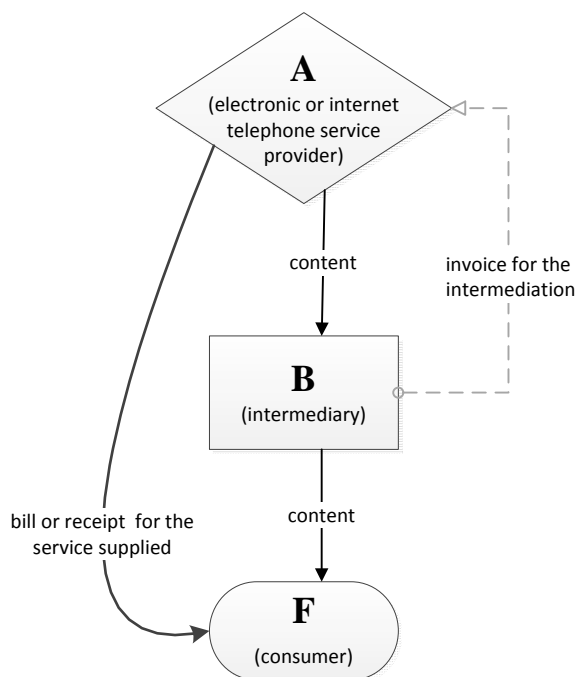 A
(electronic or internet
telephone service
provider)
content
invoice for the
intermediation
B
(intermediary)
content
bill or receipt for the
service supplied
F
(consumer)